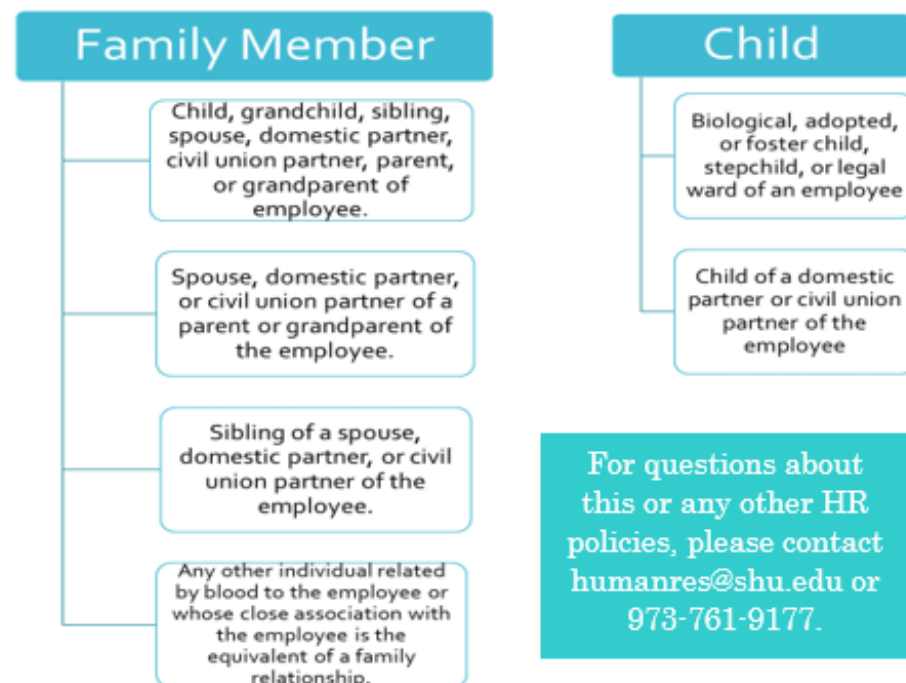 Family Member
Child, grandchild, sibling,
spouse, domestic partner,
civil union partner, parent,
or grandparent of
employee.
Spouse, domestic partner,
or civil union partner of a
parent or grandparent of
the employee.
Sibling of a spouse,
domestic partner, or civil
union partner of the
employee.
Any other individual related
by blood to the employee or
whose close association with
the employee is the
equivalent of a family
relationship.
Child
Biological, adopted,
or foster child,
stepchild, or legal
ward of an employee
Child of a domestic
partner or civil union
partner of the
employee
For questions about
this or any other HR
policies, please contact
humanres@shu.edu or
973-761-9177.